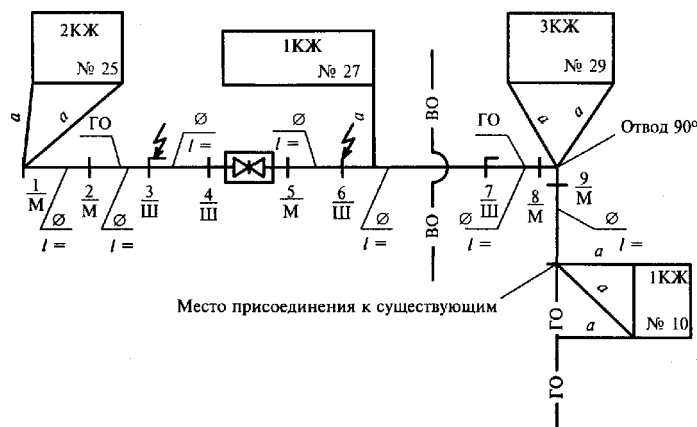 2КЖ
№ 25
1КЖ
№ 27
3КЖ
№ 29
a
a
a
a
a
ГО
Ø
l =
Ø
l =
ВО
ГО
Отвод 90°
1/М
2/М
3/Ш
4/Ш
5/М
6/Ш
7/Ш
8/М
9/М
Ø
l =
Ø
l =
Ø
l =
Ø
l =
Ø
l =
ВО
Место присоединения к существующим
a
a
a
1КЖ
№ 10
ГО
ГО